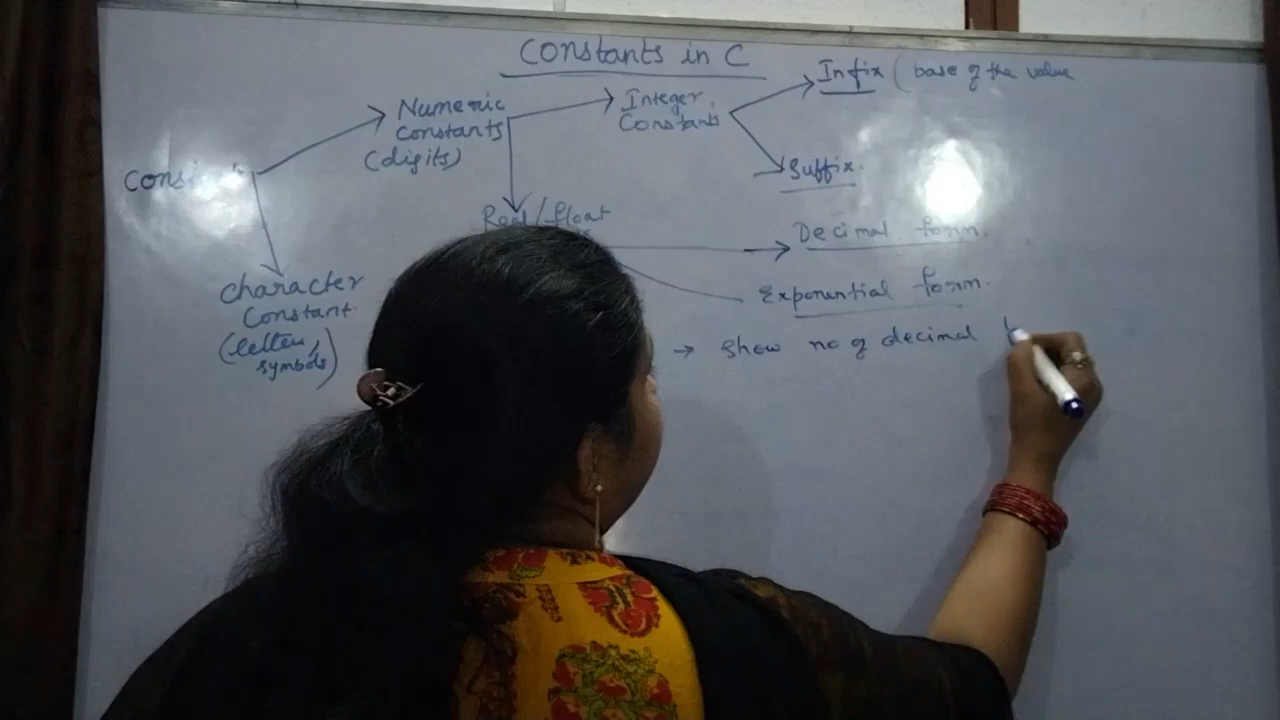 Constants in C
Infix (base of the value
Numeric
constants
(digits)
Integer
Constants
Suffix.
Real/float
Decimal form.
Exponential form.
Character
Constant.
(letters,
symbols)
→ Show no of decimal